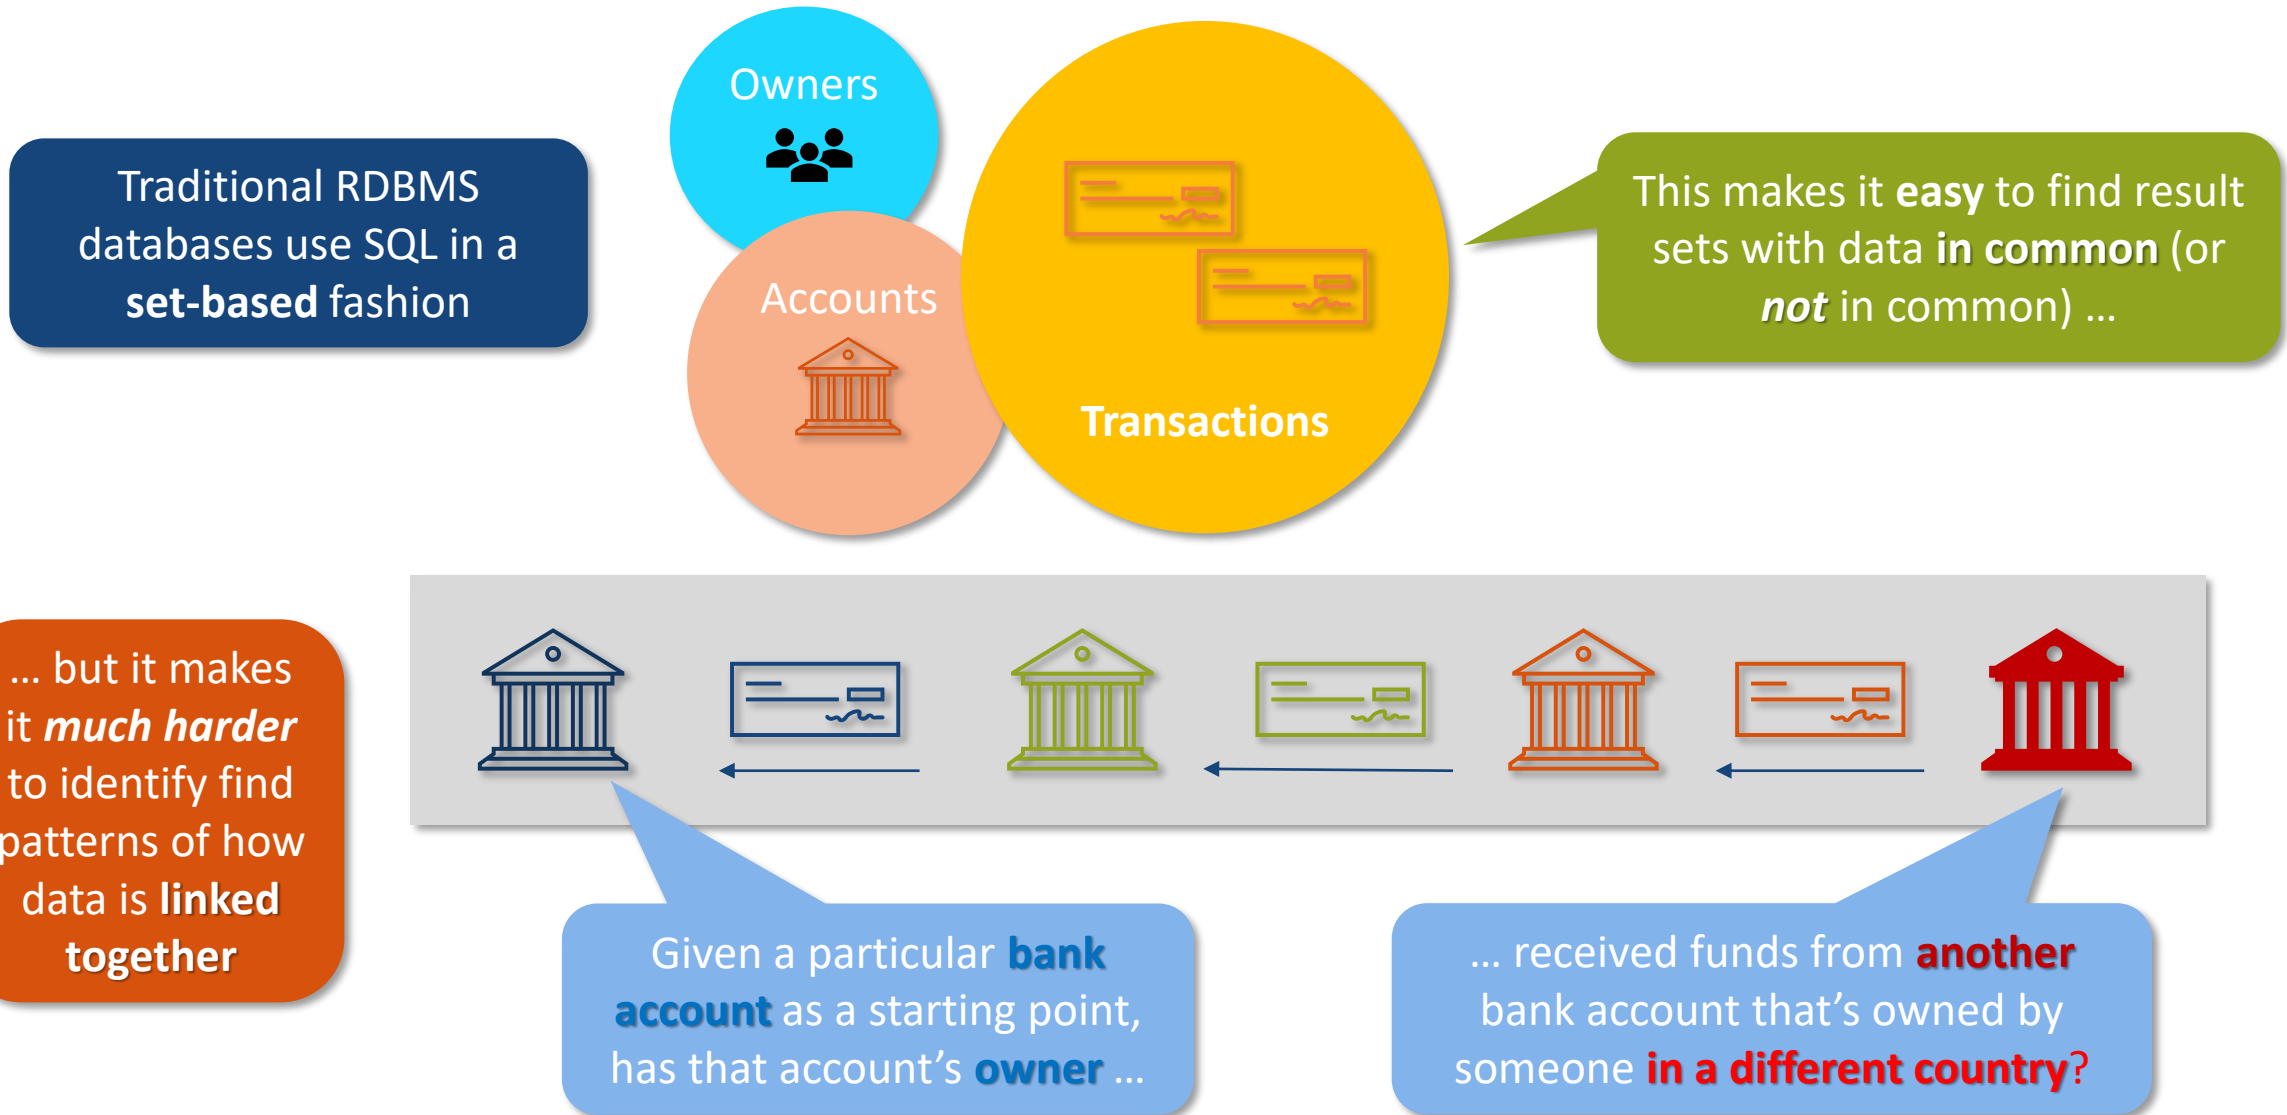 Owners
Traditional RDBMS
databases use SQL in a
set-based fashion
Accounts
Transactions
This makes it easy to find result
sets with data in common (or
not in common) ...
... but it makes
it much harder
to identify find
patterns of how
data is linked
together
Given a particular bank
account as a starting point,
has that account’s owner ...
... received funds from another
bank account that’s owned by
someone in a different country?